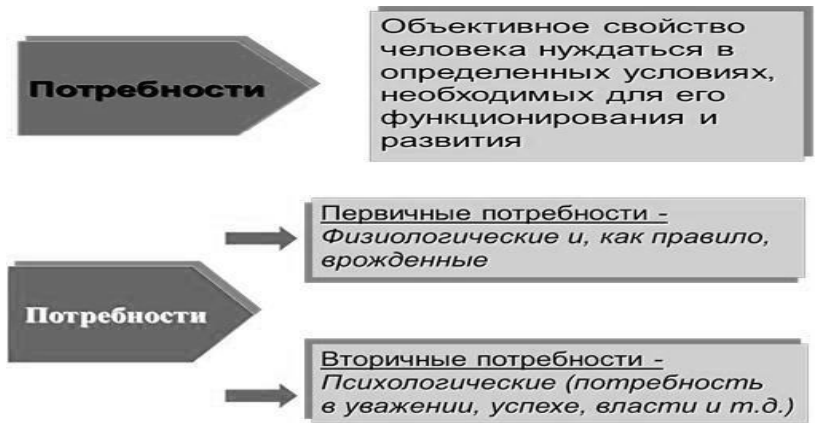 Потребности
Объективное свойство
человека нуждаться в
определенных условиях,
необходимых для его
функционирования и
развития
Потребности
Первичные потребности -
Физиологические и, как правило,
врожденные
Вторичные потребности -
Психологические (потребность
в уважении, успехе, власти и т.д.)